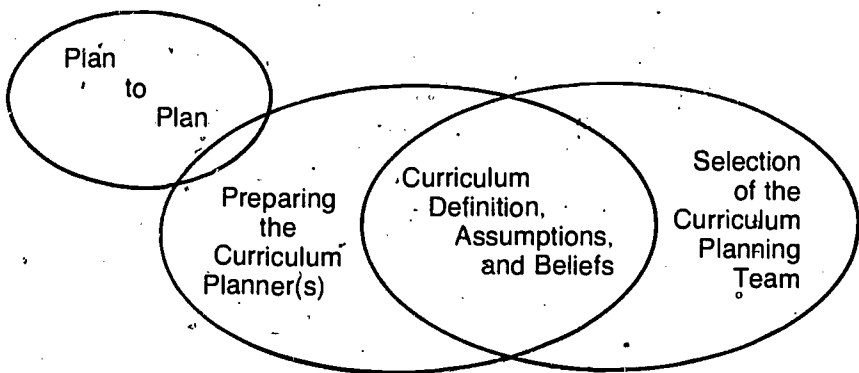 Plan
to
Plan
Preparing
the
Curriculum
Planner(s)
Curriculum
Definition,
Assumptions,
and Beliefs
Selection
of the
Curriculum
Planning
Team